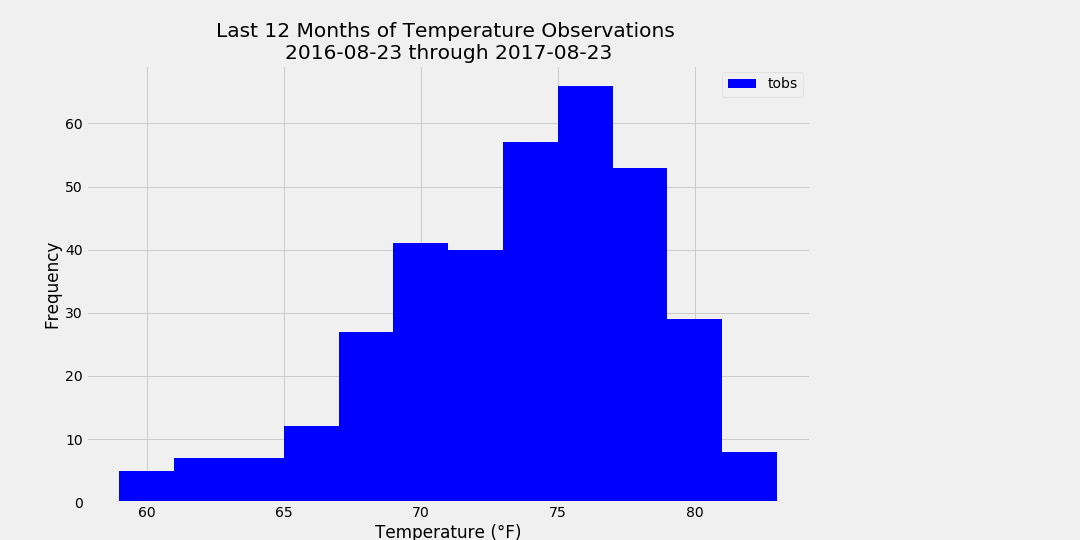 Last 12 Months of Temperature Observations
2016-08-23 through 2017-08-23
tobs
Frequency
60
50
40
30
20
10
0
60 65 70 75 80
Temperature (°F)